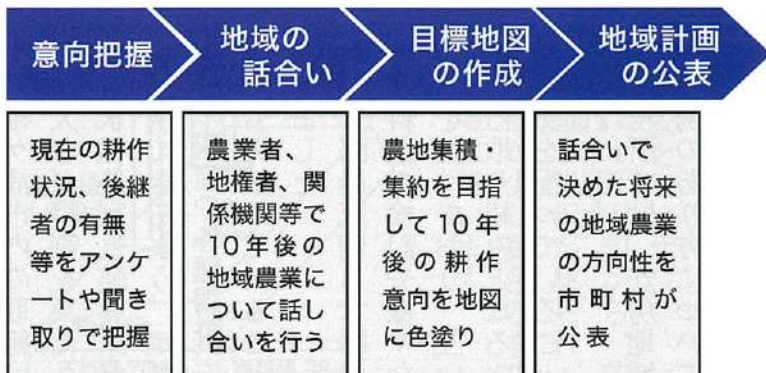 意向把握
地域の
話合い
目標地図
の作成
地域計画
の公表
現在の耕作
状況、後継
者の有無
等をアンケ
ートや聞き
取りで把握
農業者、
地権者、関
係機関等で
10年後の
地域農業に
ついて話し
合いを行う
農地集積・
集約を目指
して10年
後の耕作
意向を地図
に色塗り
話合いで
決めた将来
の地域農業
の方向性を
市町村が
公表